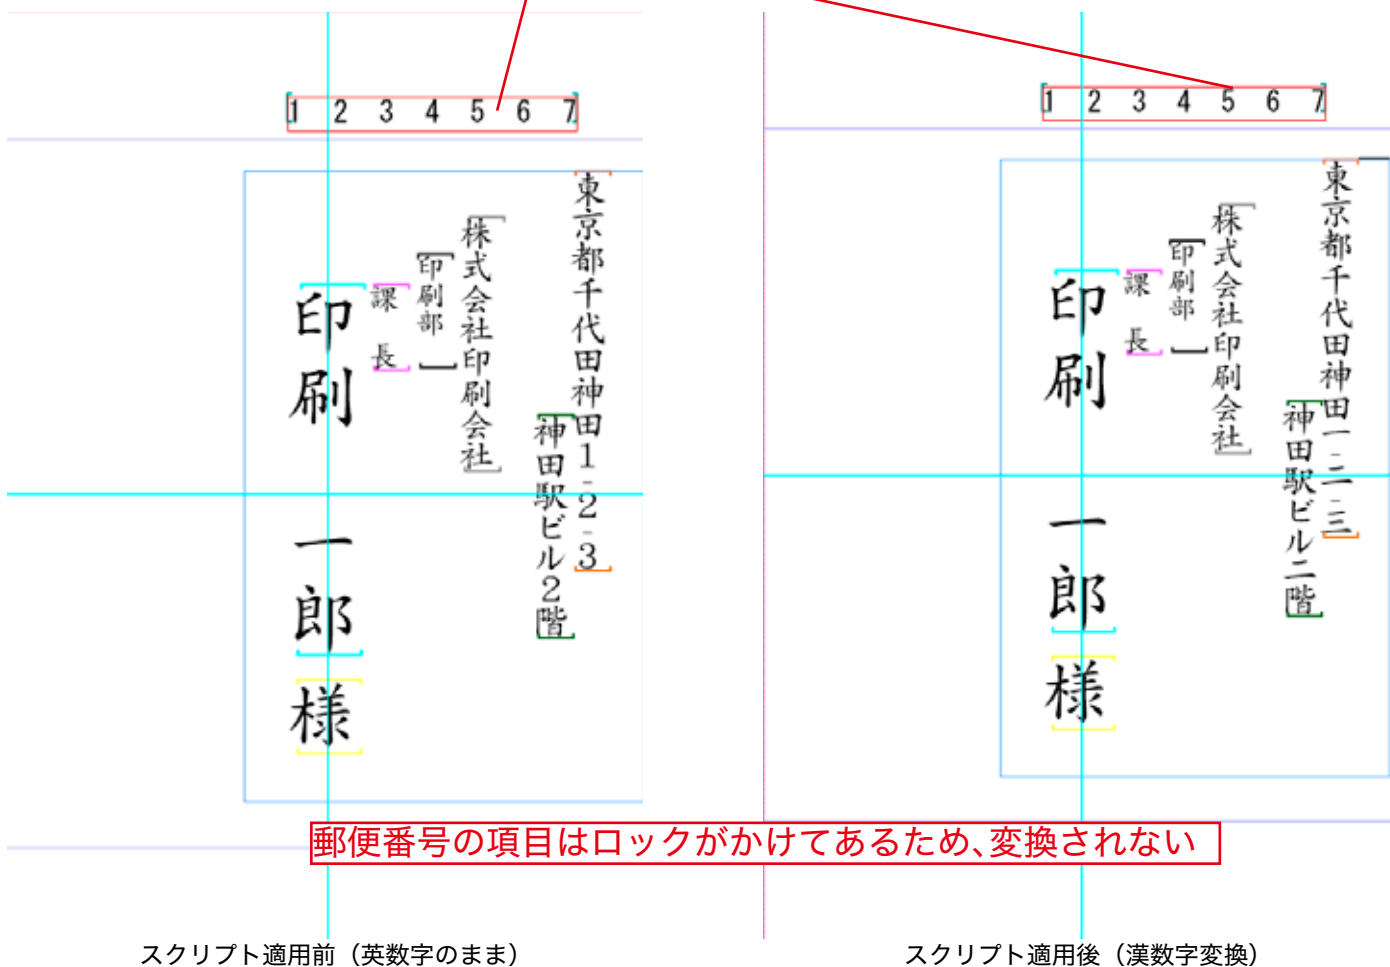 1 2 3 4 5 6 7
東京都千代田神田1-2-3
神田駅ビル2階
株式会社印刷会社
印刷部
課 長
印刷 一郎
様
1 2 3 4 5 6 7
東京都千代田神田一-二-三
神田駅ビル二階
株式会社印刷会社
印刷部
課 長
印刷 一郎
様
郵便番号の項目はロックがかけてあるため、変換されない
スクリプト適用前（英数字のまま）
スクリプト適用後（漢数字変換）